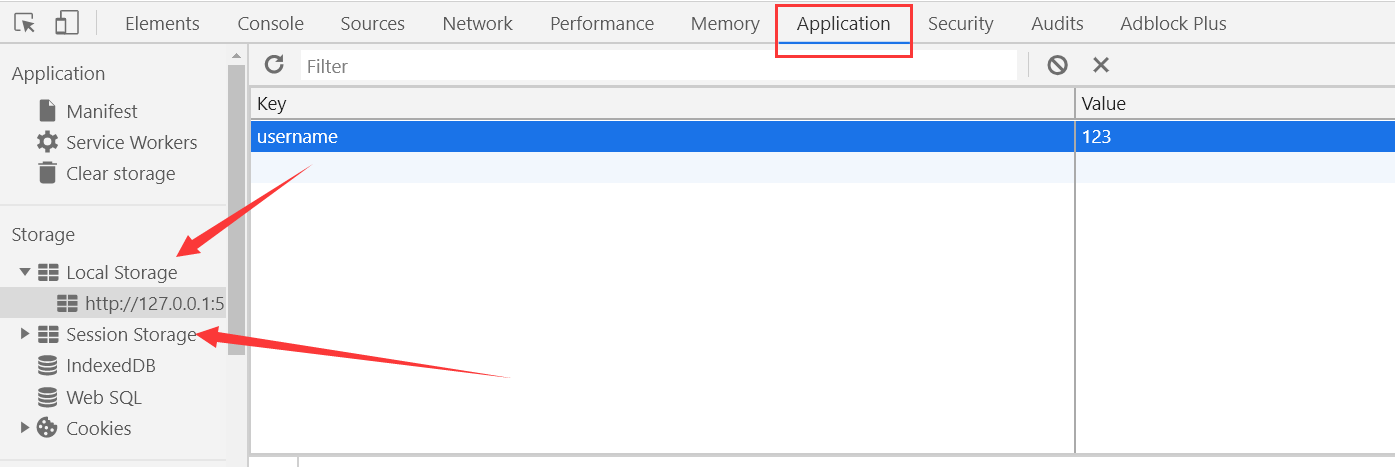 Elements Console Sources Network Performance Memory Application Security Audits Adblock Plus
Application
Manifest
Service Workers
Clear storage
Storage
Local Storage
http://127.0.0.1:5
Session Storage
IndexedDB
Web SQL
Cookies
Filter
Key Value
username 123